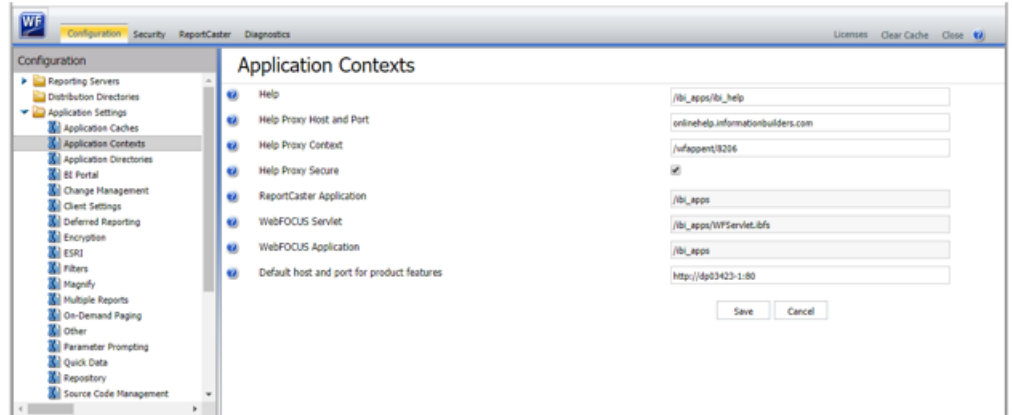 WF
Configuration Security ReportCaster Diagnostics Licenses Clear Cache Close
Configuration
Reporting Servers
Distribution Directories
Application Settings
Application Caches
Application Contexts
Application Directories
BI Portal
Change Management
Client Settings
Deferred Reporting
Encryption
ESRI
Filters
Magnify
Multiple Reports
On-Demand Paging
Other
Parameter Prompting
Quick Data
Repository
Source Code Management
Application Contexts
Help /ibi_apps/ibi_help
Help Proxy Host and Port onlinehelp.informationbuilders.com
Help Proxy Context /wfappent/8206
Help Proxy Secure
ReportCaster Application /ibi_apps
WebFOCUS Servlet /ibi_apps/WFServlet.ibfs
WebFOCUS Application /ibi_apps
Default host and port for product features http://dp03423-1:80
Save Cancel